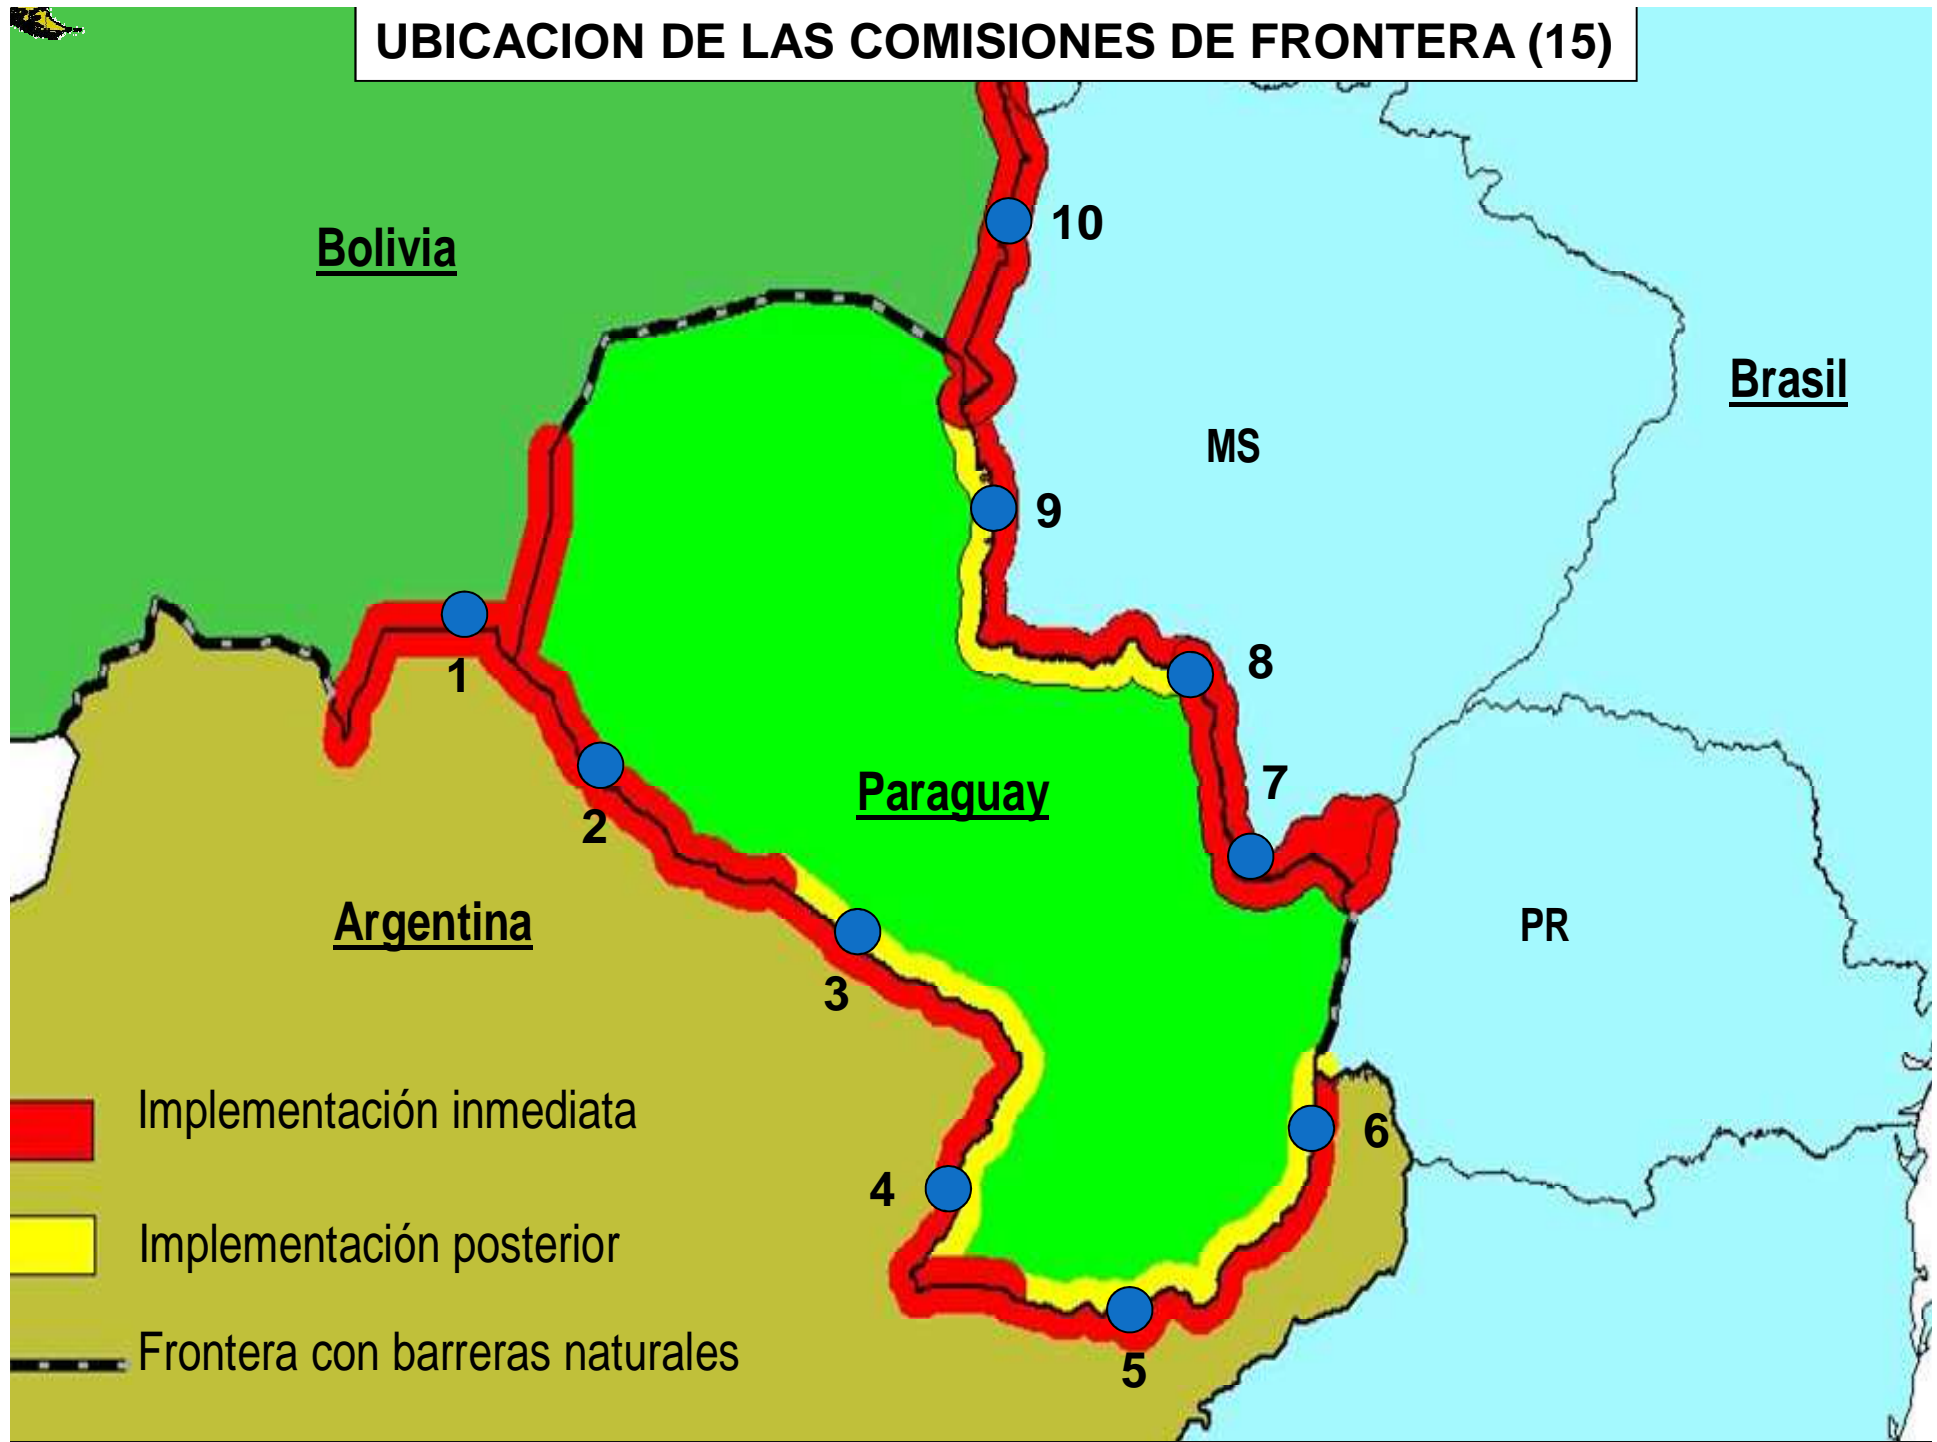 UBICACION DE LAS COMISIONES DE FRONTERA (15)
10
Bolivia
Brasil
MS
9
8
1
7
Paraguay
2
Argentina
PR
3
Implementación inmediata
6
4
Implementación posterior
Frontera con barreras naturales
5